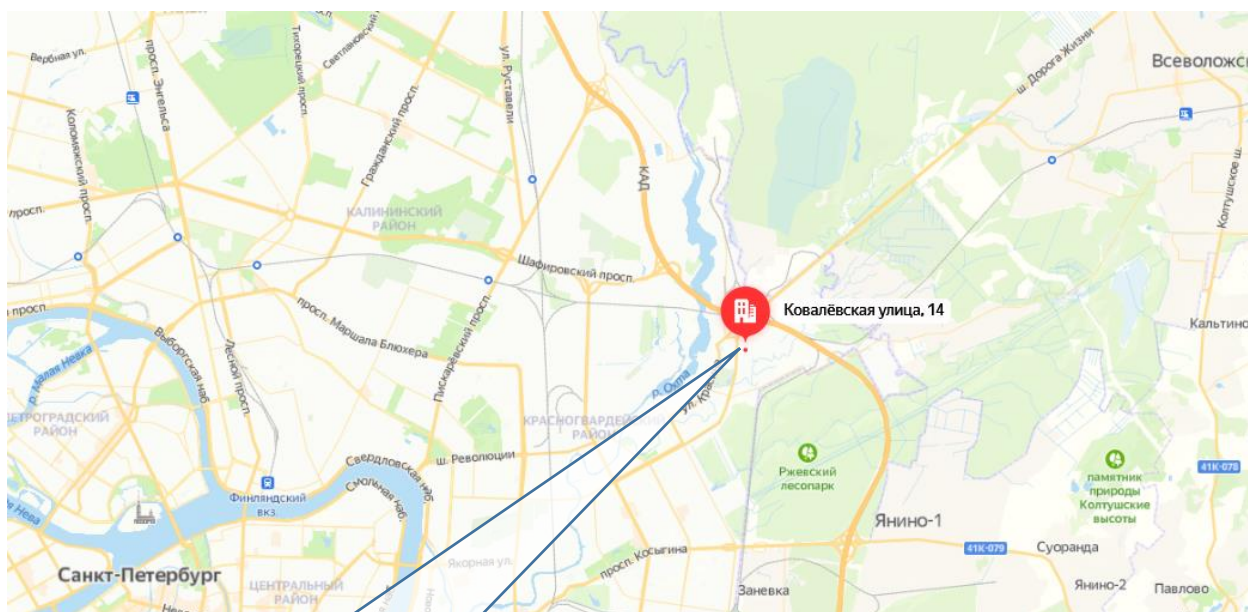 Вербная ул.
просп. Энгельса
Тихорецкий просп.
Светлановский
ул. Руставели
ш. Дорога Жизни
Всеволожск
Коломяжский просп.
Гражданский просп.
КАД
Колтушское ш.
КАЛИНИНСКИЙ
РАЙОН
Шафировский просп.
Ковалёвская улица, 14
Кальтино
просп. Маршала Блюхера
Пискарёвский просп.
Выборгская наб.
Лесной просп.
р. Малая Невка
р. Охта
ПЕТРОГРАДСКИЙ
РАЙОН
КРАСНОГВАРДЕЙСКИЙ
РАЙОН
ш. Революции
Свердловская наб.
Смольная наб.
Финляндский
вкз.
Ржевский
лесопарк
41К-078
памятник
природы
Колтушские
высоты
Янино-1
Якорная ул.
просп. Косыгина
41К-079
Суоранда
Санкт-Петербург
ЦЕНТРАЛЬНЫЙ
РАЙОН
Заневка
Янино-2
Павлово